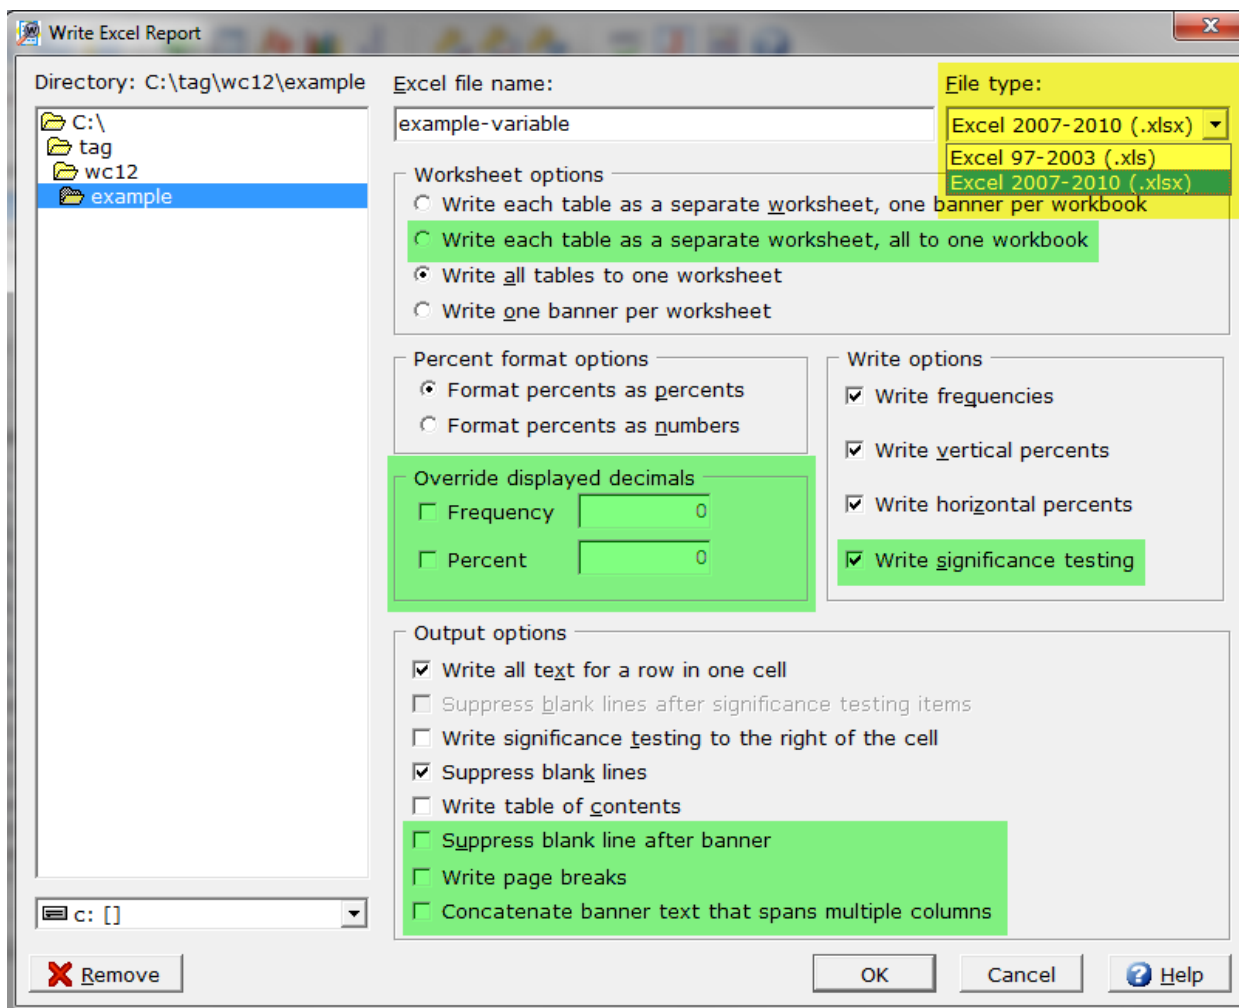 Write Excel Report
Directory: C:\tag\wc12\example
C:\
tag
wc12
example
c: []
Excel file name:
example-variable
File type:
Excel 2007-2010 (.xlsx)
Excel 97-2003 (.xls)
Excel 2007-2010 (.xlsx)
Worksheet options
Write each table as a separate worksheet, one banner per workbook
Write each table as a separate worksheet, all to one workbook
Write all tables to one worksheet
Write one banner per worksheet
Percent format options
Format percents as percents
Format percents as numbers
Override displayed decimals
Frequency 0
Percent 0
Write options
Write frequencies
Write vertical percents
Write horizontal percents
Write significance testing
Output options
Write all text for a row in one cell
Suppress blank lines after significance testing items
Write significance testing to the right of the cell
Suppress blank lines
Write table of contents
Suppress blank line after banner
Write page breaks
Concatenate banner text that spans multiple columns
Remove
OK
Cancel
Help